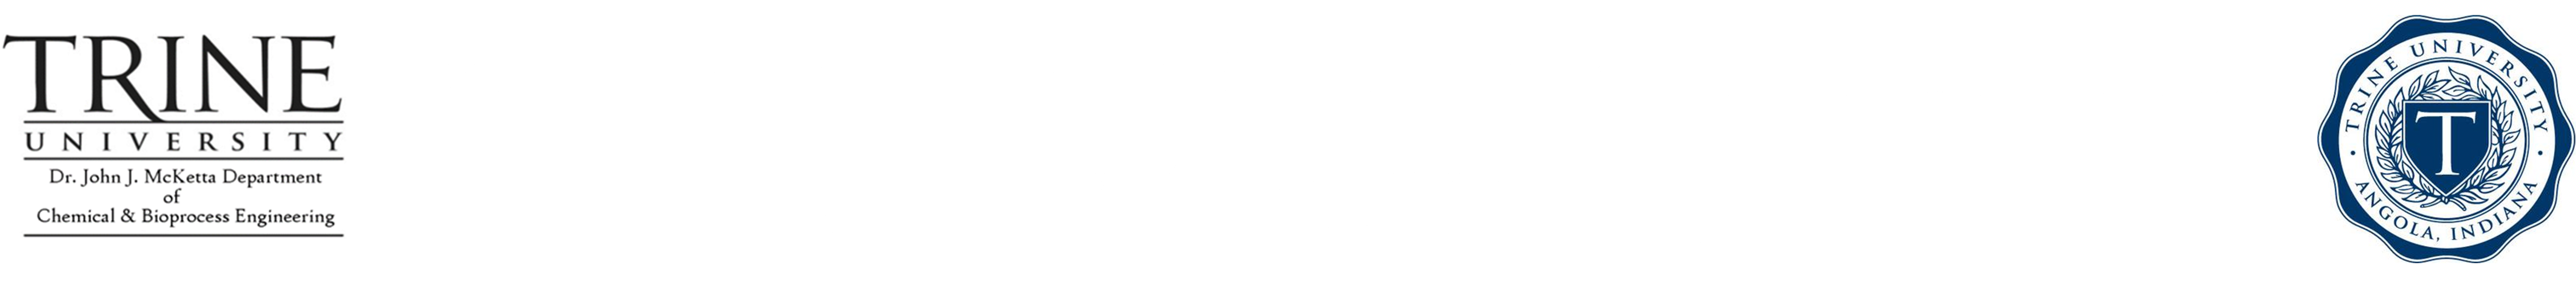 TRINE
UNIVERSITY
Dr. John J. McKetta Department
of
Chemical & Bioprocess Engineering
TRINE UNIVERSITY
T
ANGOLA, INDIANA